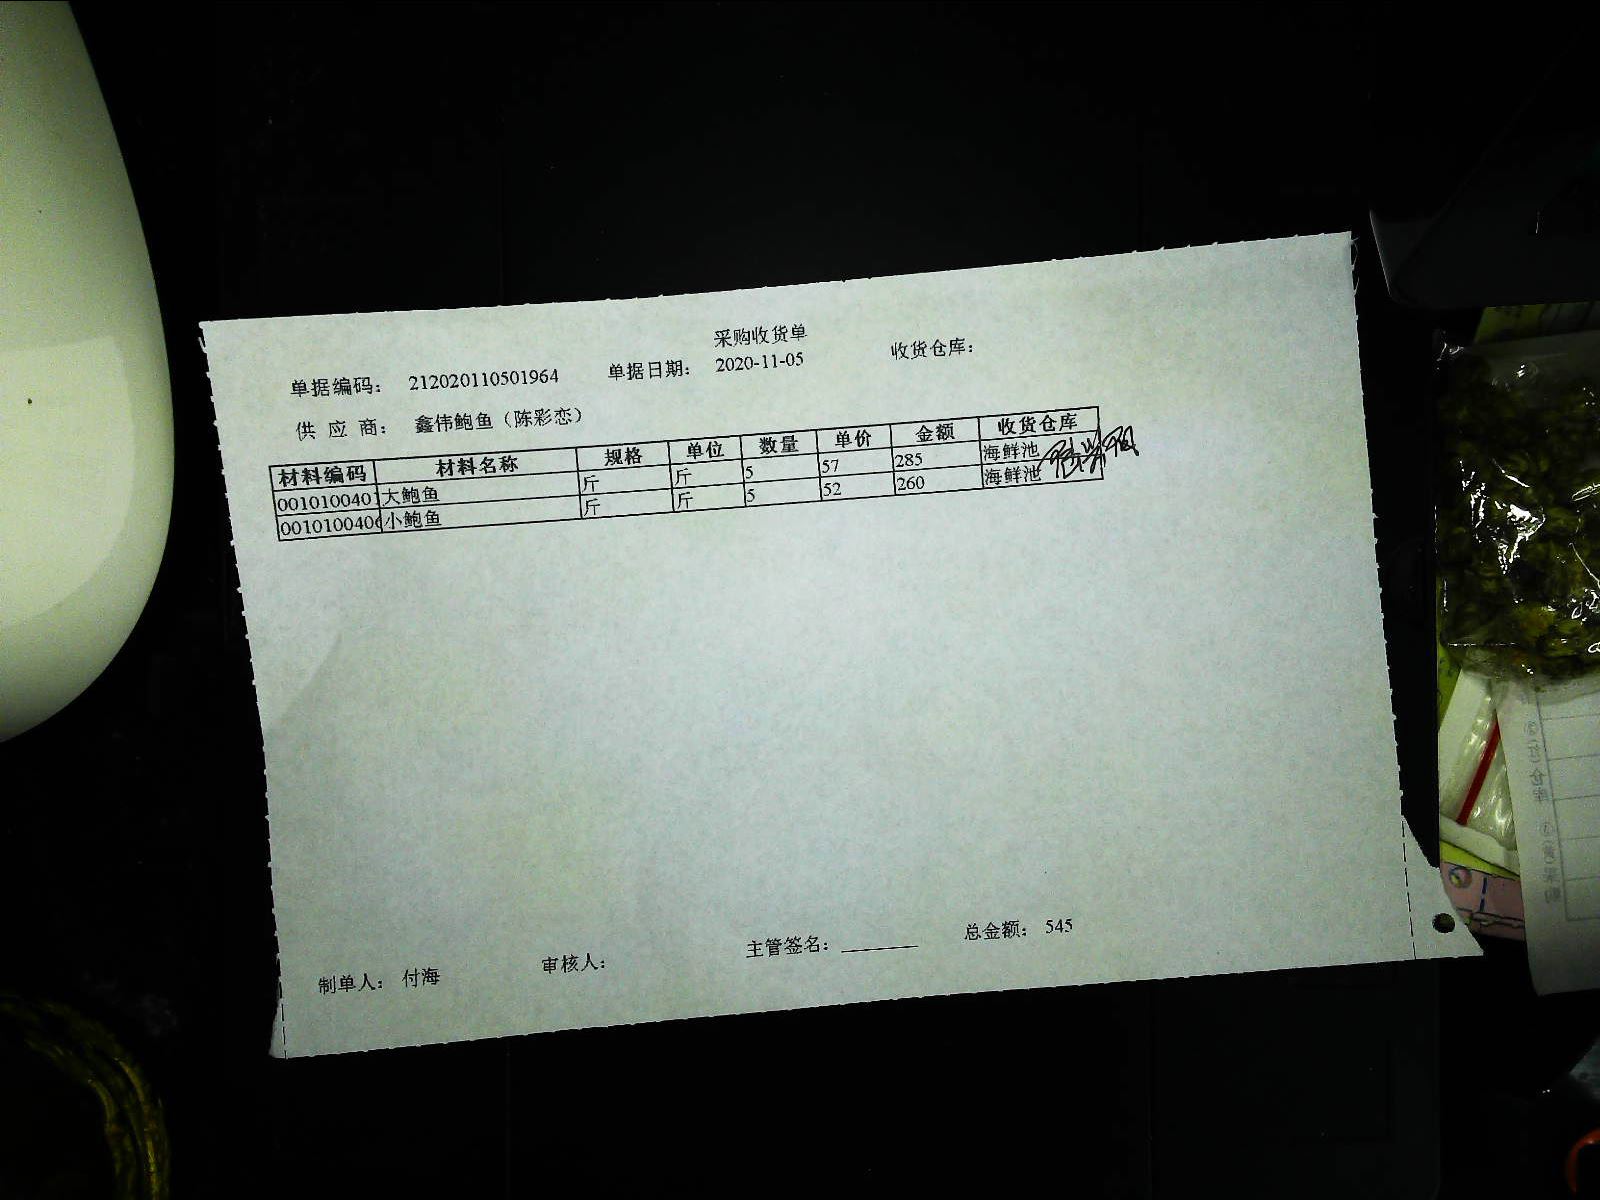 采购收货单
单据编码： 212020110501964 单据日期： 2020-11-05 收货仓库：
供 应 商： 鑫伟鲍鱼（陈彩恋）
材料编码 材料名称 规格 单位 数量 单价 金额 收货仓库
0010100401 大鲍鱼 斤 斤 5 57 285 海鲜池
0010100406 小鲍鱼 斤 斤 5 52 260 海鲜池
制单人： 付海 审核人： 主管签名： ________ 总金额： 545